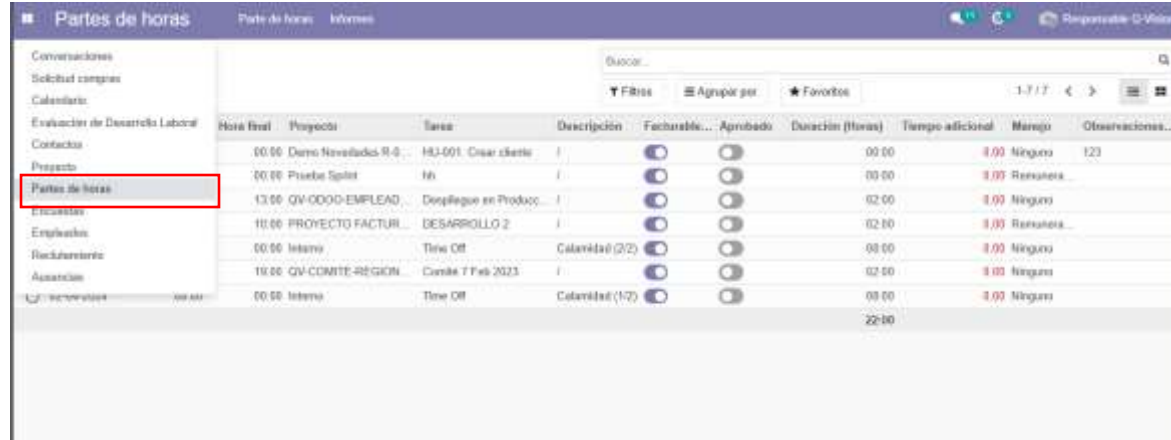 Partes de horas Parte de horas Informes Responsable Q-Vision
Conversaciones
Solicitud compras
Calendario
Evaluación de Desarrollo Laboral
Contactos
Proyecto
Partes de horas
Encuestas
Empleados
Reclutamiento
Ausencias
Buscar...
Filtros Agrupar por Favoritos 1-7 / 7
Hora final Proyecto Tarea Descripción Facturable... Aprobado Duración (Horas) Tiempo adicional Manejo Observaciones...
00:00 Demo Novedades R-0... HU-001. Crear cliente / 00:00 0,00 Ninguno 123
00:00 Prueba Sprint hh / 00:00 0,00 Remunera...
13:00 QV-ODOO-EMPLEAD... Despliegue en Producc... / 02:00 0,00 Ninguno
10:00 PROYECTO FACTUR... DESARROLLO 2 / 02:00 0,00 Remunera...
00:00 Interno Time Off Calamidad (2/2) 0,00 Ninguno
19:00 QV-COMITE-REGION... Comité 7 Feb 2023 / 02:00 0,00 Ninguno
00:00 Interno Time Off Calamidad (1/2) 0,00 Ninguno
22:00